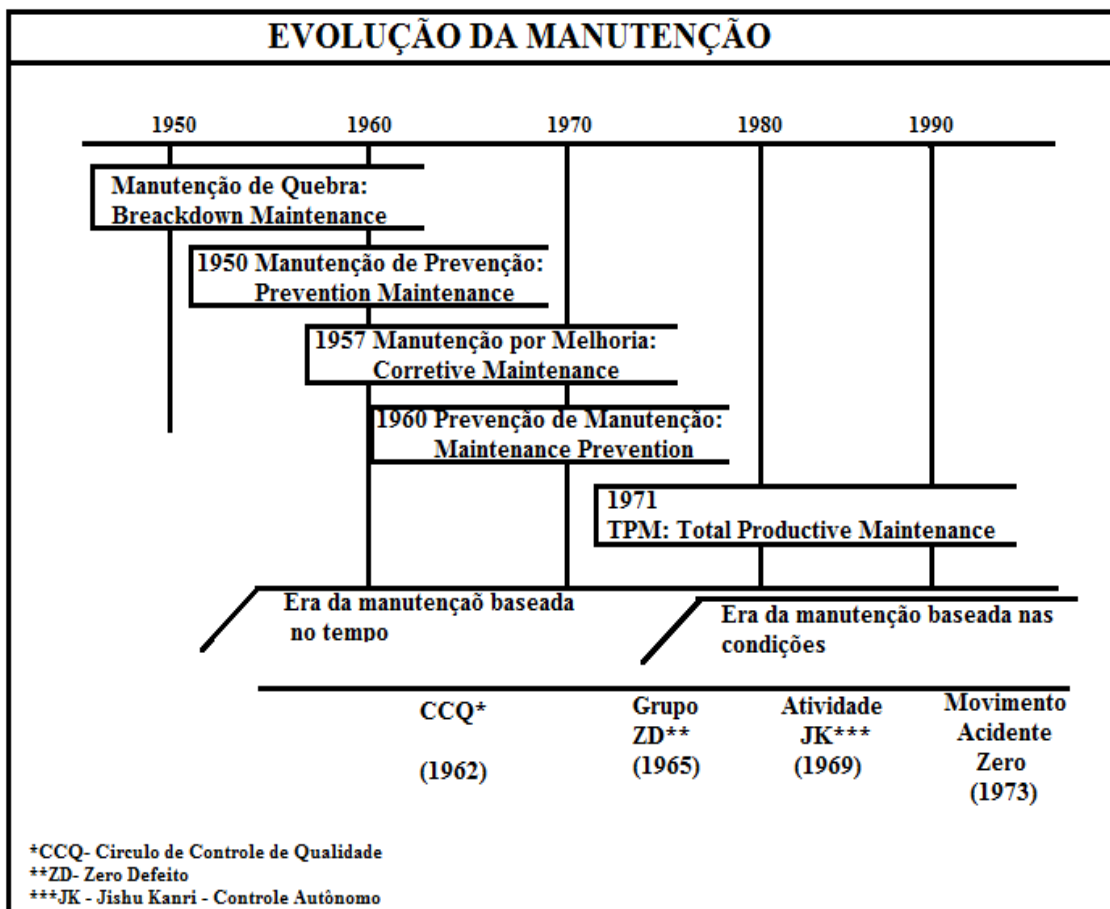 EVOLUÇÃO DA MANUTENÇÃO
1950 1960 1970 1980 1990
Manutenção de Quebra:
Breackdown Maintenance
1950 Manutenção de Prevenção:
Prevention Maintenance
1957 Manutenção por Melhoria:
Corretive Maintenance
1960 Prevenção de Manutenção:
Maintenance Prevention
1971
TPM: Total Productive Maintenance
Era da manutençaõ baseada
no tempo
Era da manutenção baseada nas
condições
CCQ*
(1962)
Grupo
ZD**
(1965)
Atividade
JK***
(1969)
Movimento
Acidente
Zero
(1973)
*CCQ- Circulo de Controle de Qualidade
**ZD- Zero Defeito
***JK - Jishu Kanri - Controle Autônomo